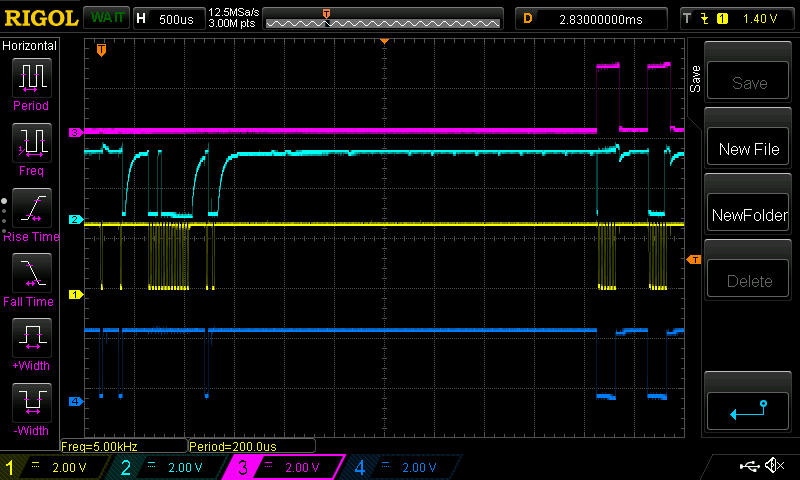 RIGOL WAIT H 500us 12.5MSa/s D 2.83000000ms T 1 1.40 V
3.00M pts
T
Horizontal
T
Save
Period
Save
3
1
Freq
New File
2
NewFolder
Rise Time
T
Delete
Fall Time
1
+Width
4
-Width
Freq=5.00kHz Period=200.0us
1 2.00 V 2 2.00 V 3 2.00 V 4 2.00 V